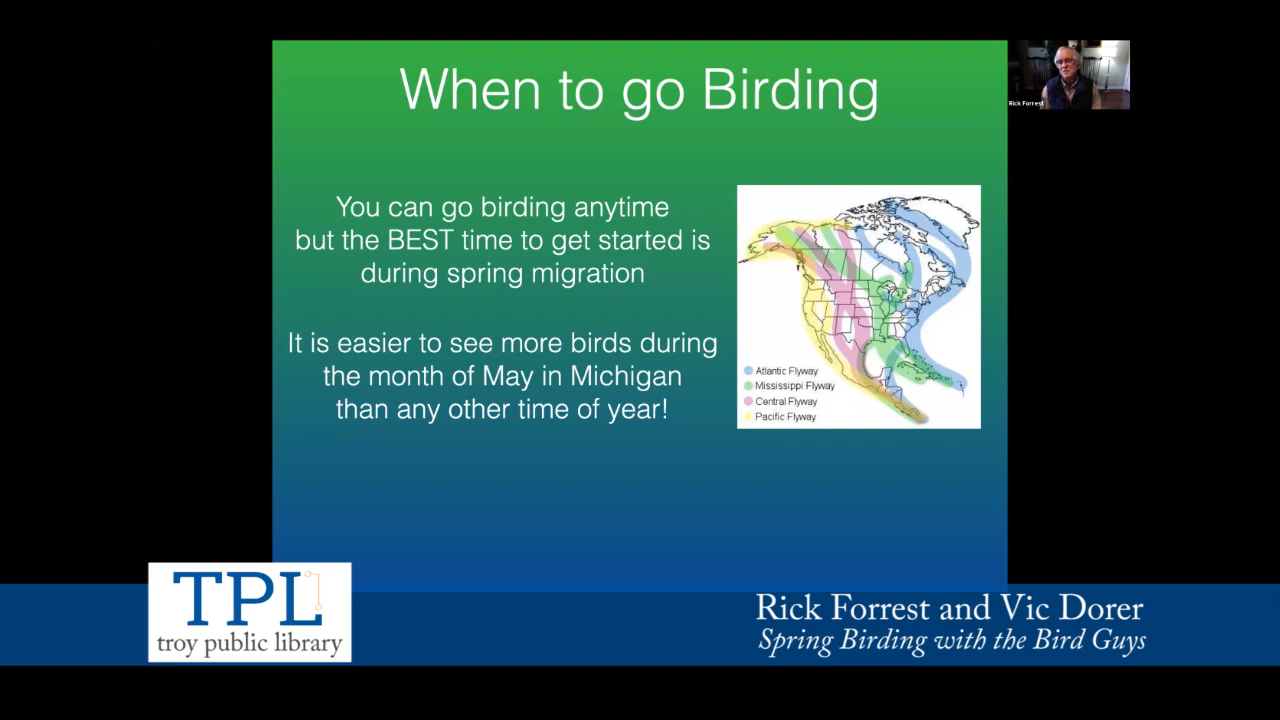 When to go Birding
Rick Forrest
You can go birding anytime
but the BEST time to get started is
during spring migration
It is easier to see more birds during
the month of May in Michigan
than any other time of year!
Atlantic Flyway
Mississippi Flyway
Central Flyway
Pacific Flyway
TPL
troy public library
Rick Forrest and Vic Dorer
Spring Birding with the Bird Guys